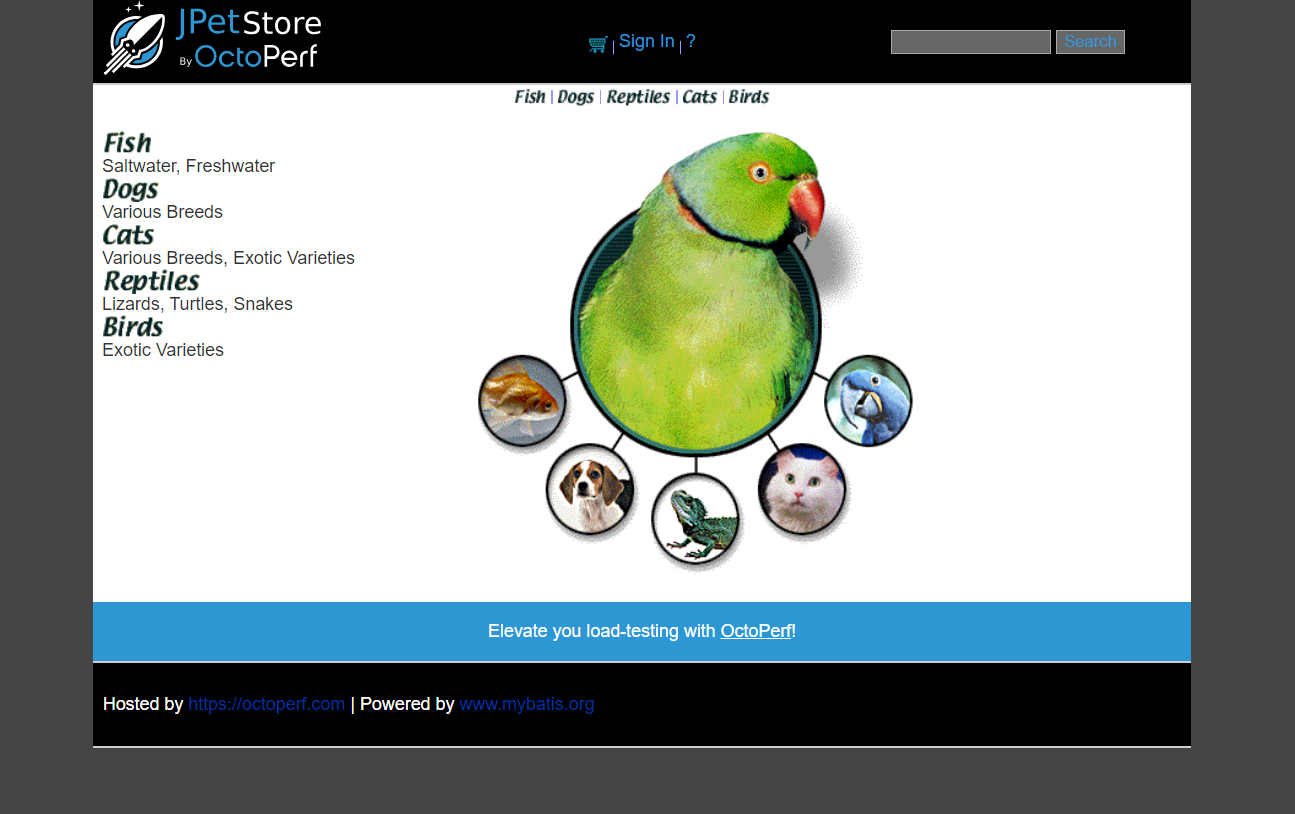 JPetStore
By OctoPerf
Sign In | ?
Search
Fish | Dogs | Reptiles | Cats | Birds
Fish
Saltwater, Freshwater
Dogs
Various Breeds
Cats
Various Breeds, Exotic Varieties
Reptiles
Lizards, Turtles, Snakes
Birds
Exotic Varieties
Elevate you load-testing with OctoPerf!
Hosted by https://octoperf.com | Powered by www.mybatis.org